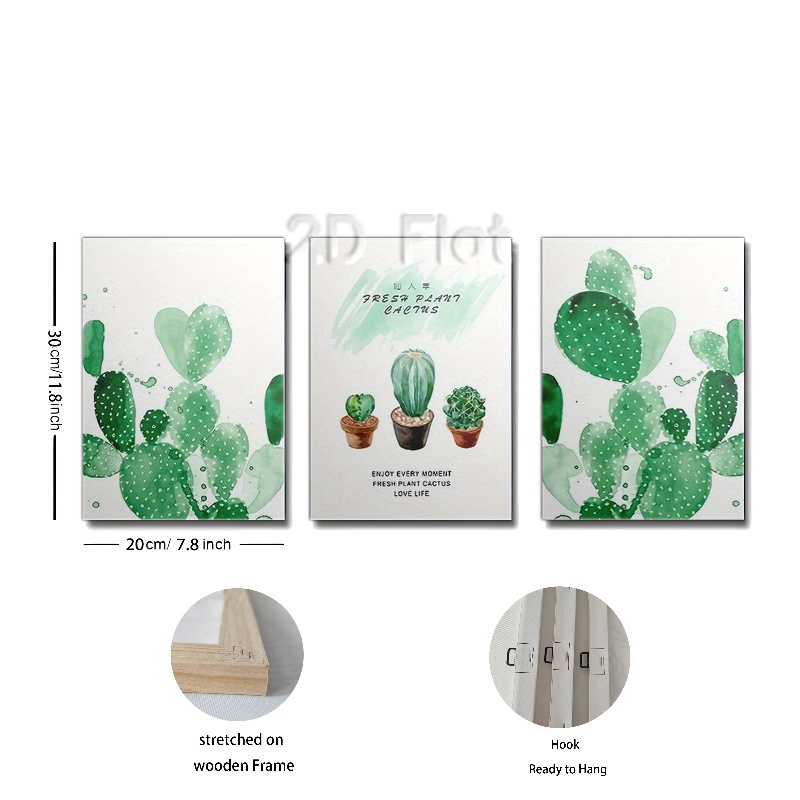 2D Flat
FRESH PLANT
CACTUS
ENJOY EVERY MOMENT
FRESH PLANT CACTUS
LOVE LIFE
30cm/11.8inch
20cm/ 7.8 inch
stretched on
wooden Frame
Hook
Ready to Hang